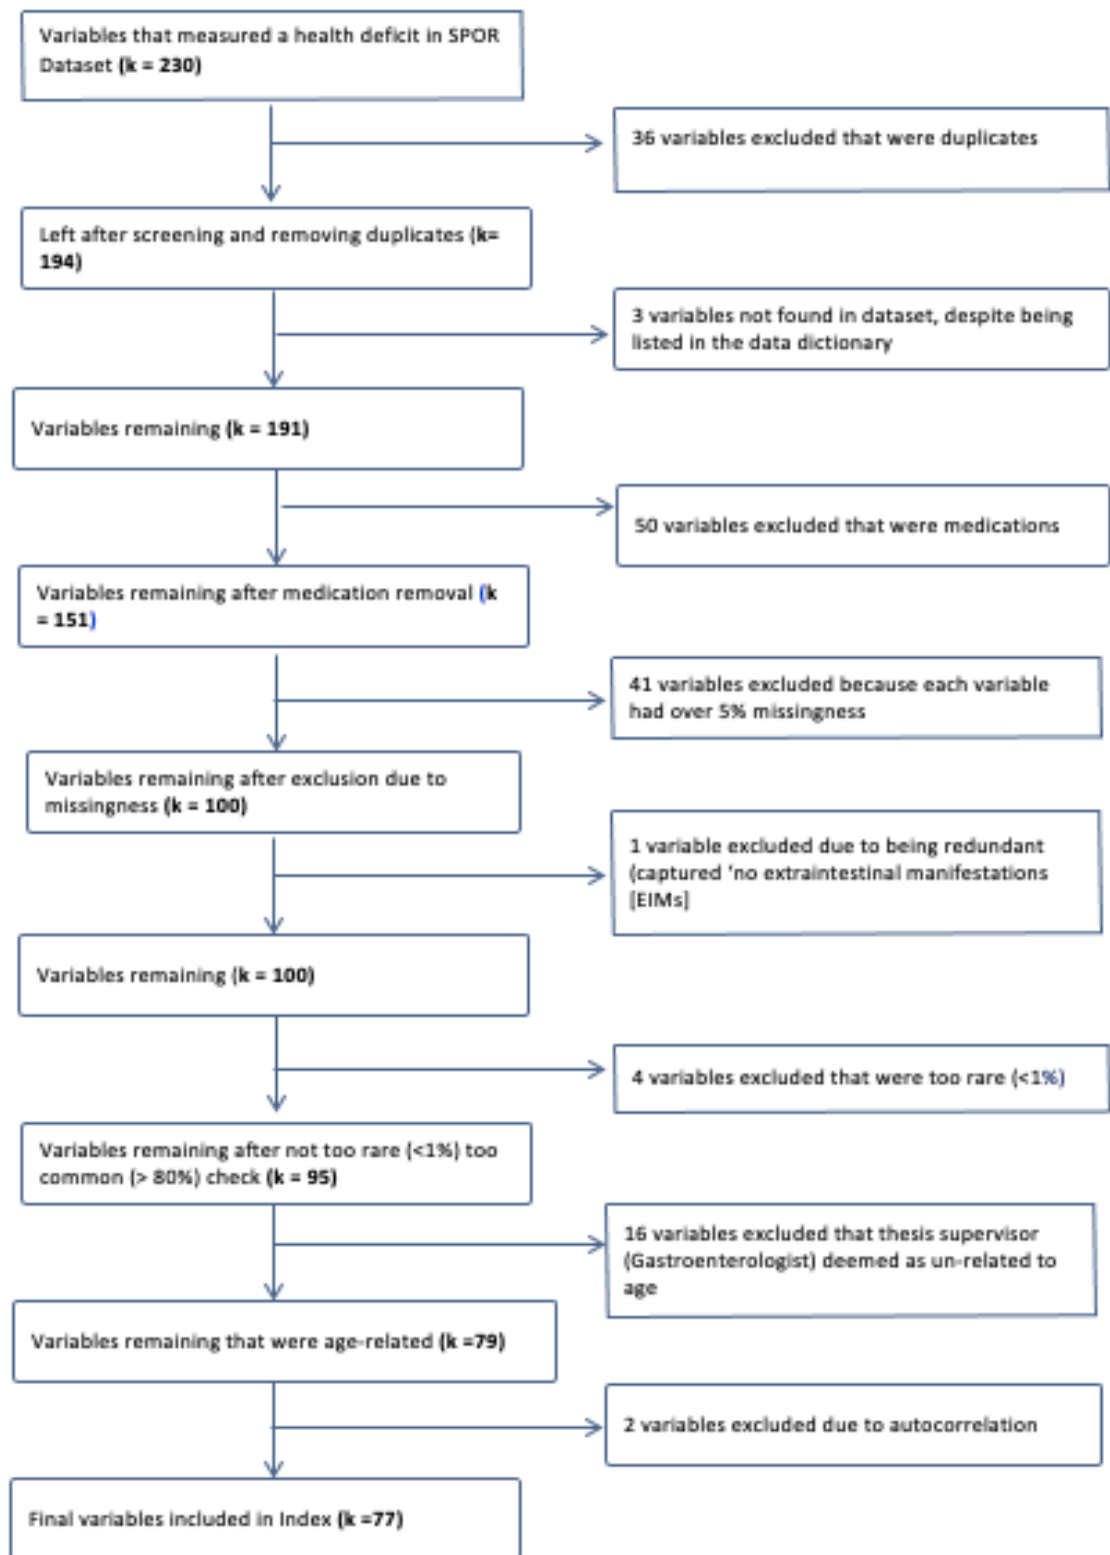 Variables that measured a health deficit in SPOR
Dataset (k = 230)
36 variables excluded that were duplicates
Left after screening and removing duplicates (k=
194)
3 variables not found in dataset, despite being
listed in the data dictionary
Variables remaining (k = 191)
50 variables excluded that were medications
Variables remaining after medication removal (k
= 151)
41 variables excluded because each variable
had over 5% missingness
Variables remaining after exclusion due to
missingness (k = 100)
1 variable excluded due to being redundant
(captured 'no extraintestinal manifestations
[EIMs]
Variables remaining (k = 100)
4 variables excluded that were too rare (<1%)
Variables remaining after not too rare (<1%) too
common (> 80%) check (k = 95)
16 variables excluded that thesis supervisor
(Gastroenterologist) deemed as un-related to
age
Variables remaining that were age-related (k =79)
2 variables excluded due to autocorrelation
Final variables included in Index (k =77)